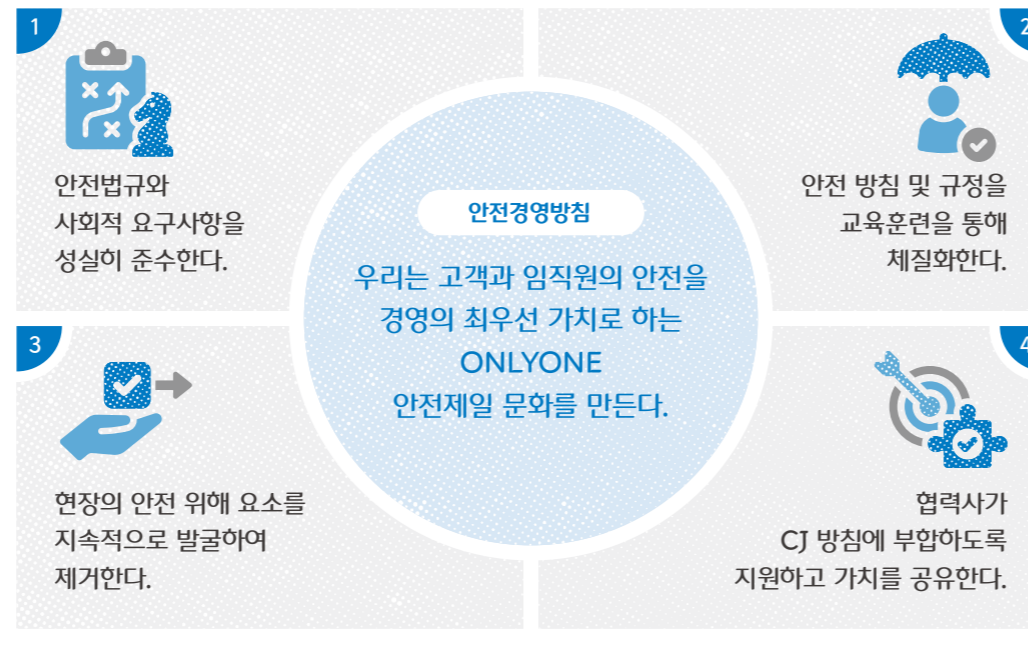 1
안전법규와
사회적 요구사항을
성실히 준수한다.
2
안전 방침 및 규정을
교육훈련을 통해
체질화한다.
안전경영방침
우리는 고객과 임직원의 안전을
경영의 최우선 가치로 하는
ONLYONE
안전제일 문화를 만든다.
3
현장의 안전 위해 요소를
지속적으로 발굴하여
제거한다.
4
협력사가
CJ 방침에 부합하도록
지원하고 가치를 공유한다.